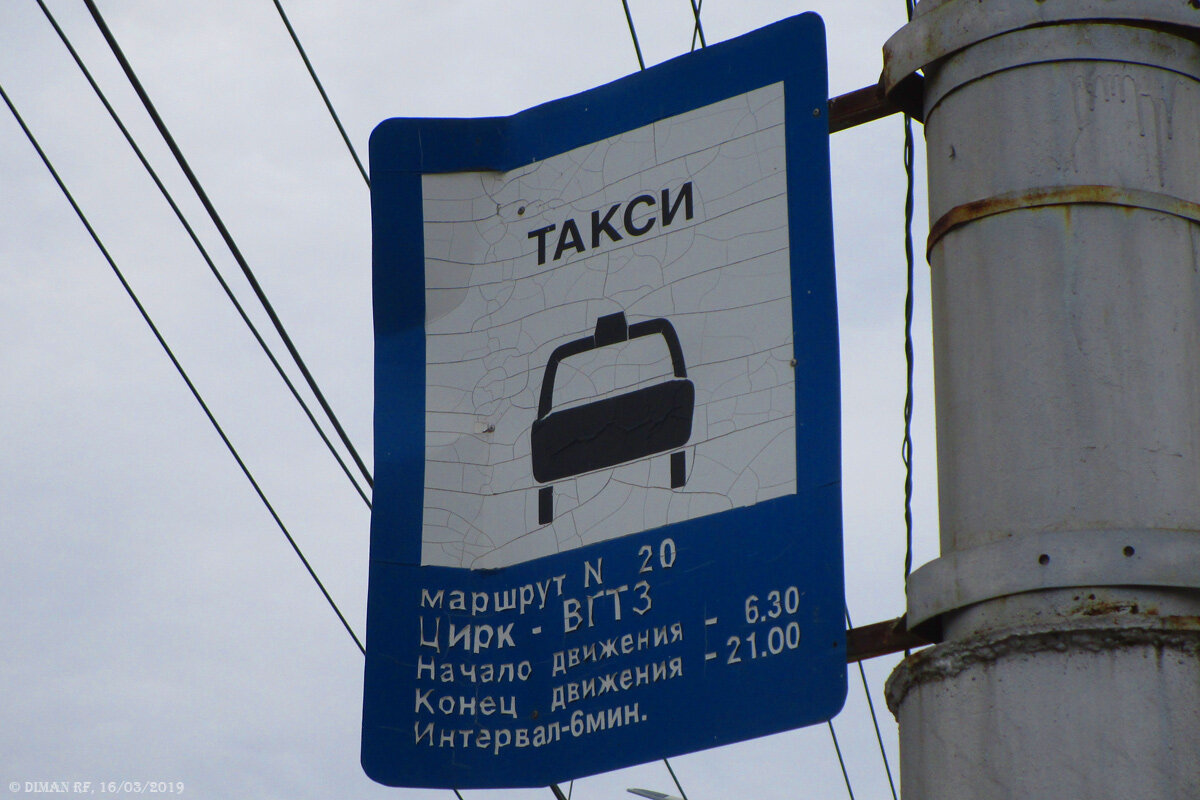 ТАКСИ
маршрут N 20
Цирк - ВГТЗ
Начало движения - 6.30
Конец движения - 21.00
Интервал-6мин.
© DIMAN RF, 16/03/2019